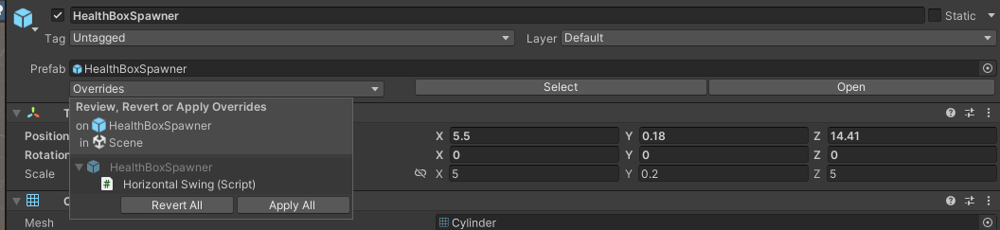 HealthBoxSpawner Static
Tag Untagged Layer Default
Prefab HealthBoxSpawner
Overrides Select Open
Review, Revert or Apply Overrides
on HealthBoxSpawner
in Scene
Position X 5.5 Y 0.18 Z 14.41
Rotation X 0 Y 0 Z 0
HealthBoxSpawner
Scale X 5 Y 0.2 Z 5
Horizontal Swing (Script)
Revert All Apply All
Mesh Cylinder